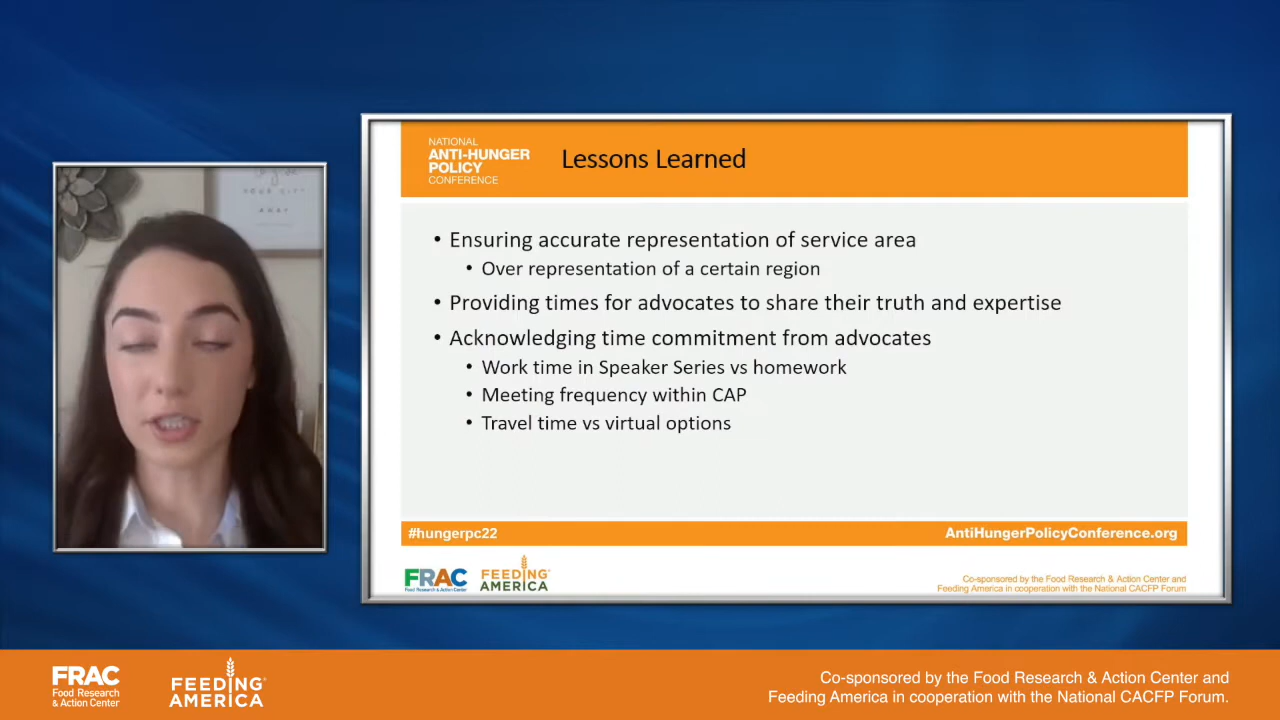 NATIONAL
ANTI-HUNGER
POLICY
CONFERENCE
Lessons Learned
• Ensuring accurate representation of service area
• Over representation of a certain region
• Providing times for advocates to share their truth and expertise
• Acknowledging time commitment from advocates
• Work time in Speaker Series vs homework
• Meeting frequency within CAP
• Travel time vs virtual options
#hungerpc22
AntiHungerPolicyConference.org
FRAC
Food Research & Action Center
FEEDING
AMERICA
Co-sponsored by the Food Research & Action Center and
Feeding America in cooperation with the National CACFP Forum
FRAC
Food Research
& Action Center
FEEDING
AMERICA
Co-sponsored by the Food Research & Action Center and
Feeding America in cooperation with the National CACFP Forum.